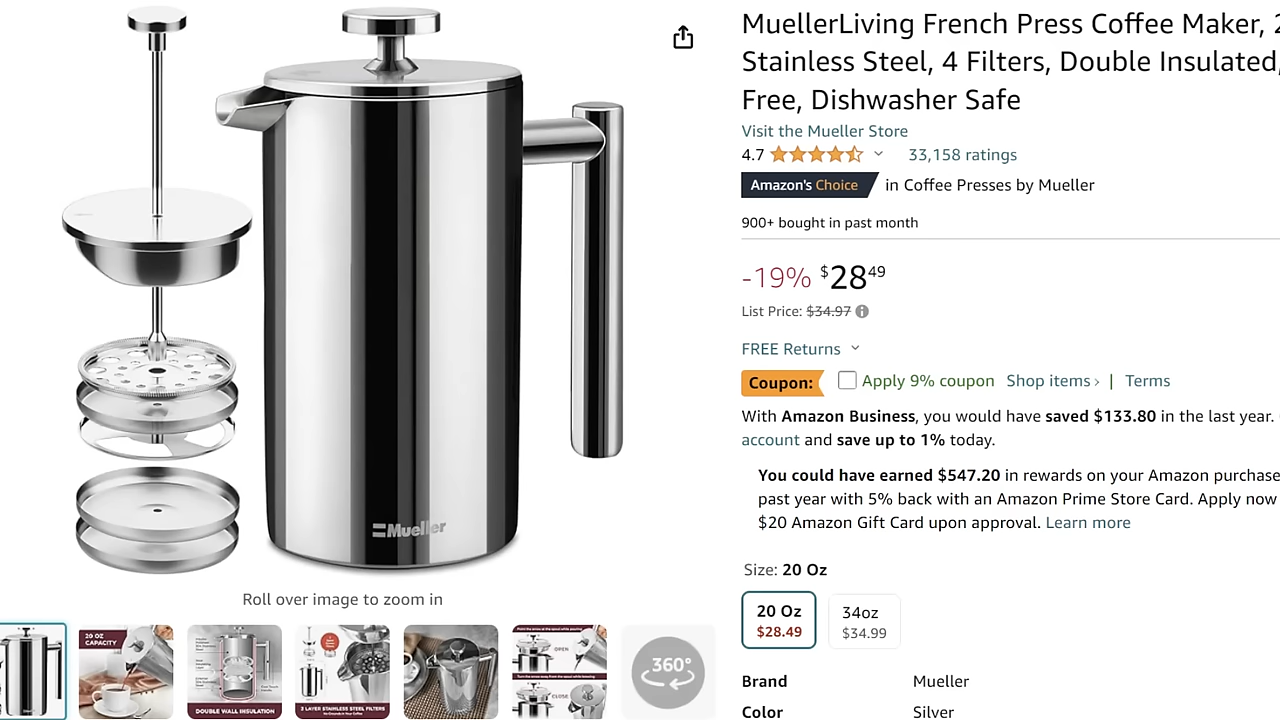 MuellerLiving French Press Coffee Maker, 2
Stainless Steel, 4 Filters, Double Insulated,
Free, Dishwasher Safe
Visit the Mueller Store
4.7 33,158 ratings
Amazon's Choice in Coffee Presses by Mueller
900+ bought in past month
-19% $28 49
List Price: $34.97
FREE Returns
Coupon: Apply 9% coupon Shop items › | Terms
With Amazon Business, you would have saved $133.80 in the last year.
account and save up to 1% today.
You could have earned $547.20 in rewards on your Amazon purchase
past year with 5% back with an Amazon Prime Store Card. Apply now
$20 Amazon Gift Card upon approval. Learn more
Size: 20 Oz
20 Oz
$28.49
34oz
$34.99
Brand Mueller
Color Silver
Mueller
Roll over image to zoom in
20 OZ
CAPACITY
DOUBLE WALL INSULATION
3 LAYER STAINLESS STEEL FILTERS
OPEN
CLOSE
360°